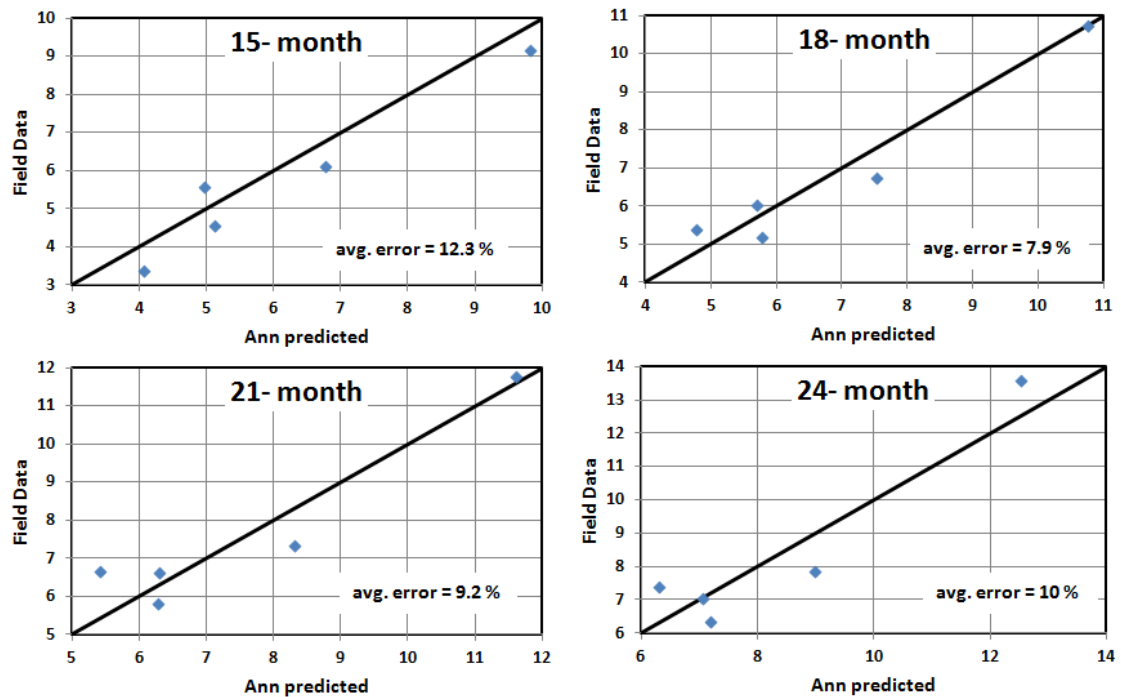 15- month
10
9
8
7
6
5
4
3
Field Data
avg. error = 12.3 %
3 4 5 6 7 8 9 10
Ann predicted
18- month
11
10
9
8
7
6
5
4
Field Data
avg. error = 7.9 %
4 5 6 7 8 9 10 11
Ann predicted
21- month
12
11
10
9
8
7
6
5
Field Data
avg. error = 9.2 %
5 6 7 8 9 10 11 12
Ann predicted
24- month
14
13
12
11
10
9
8
7
6
Field Data
avg. error = 10 %
6 8 10 12 14
Ann predicted